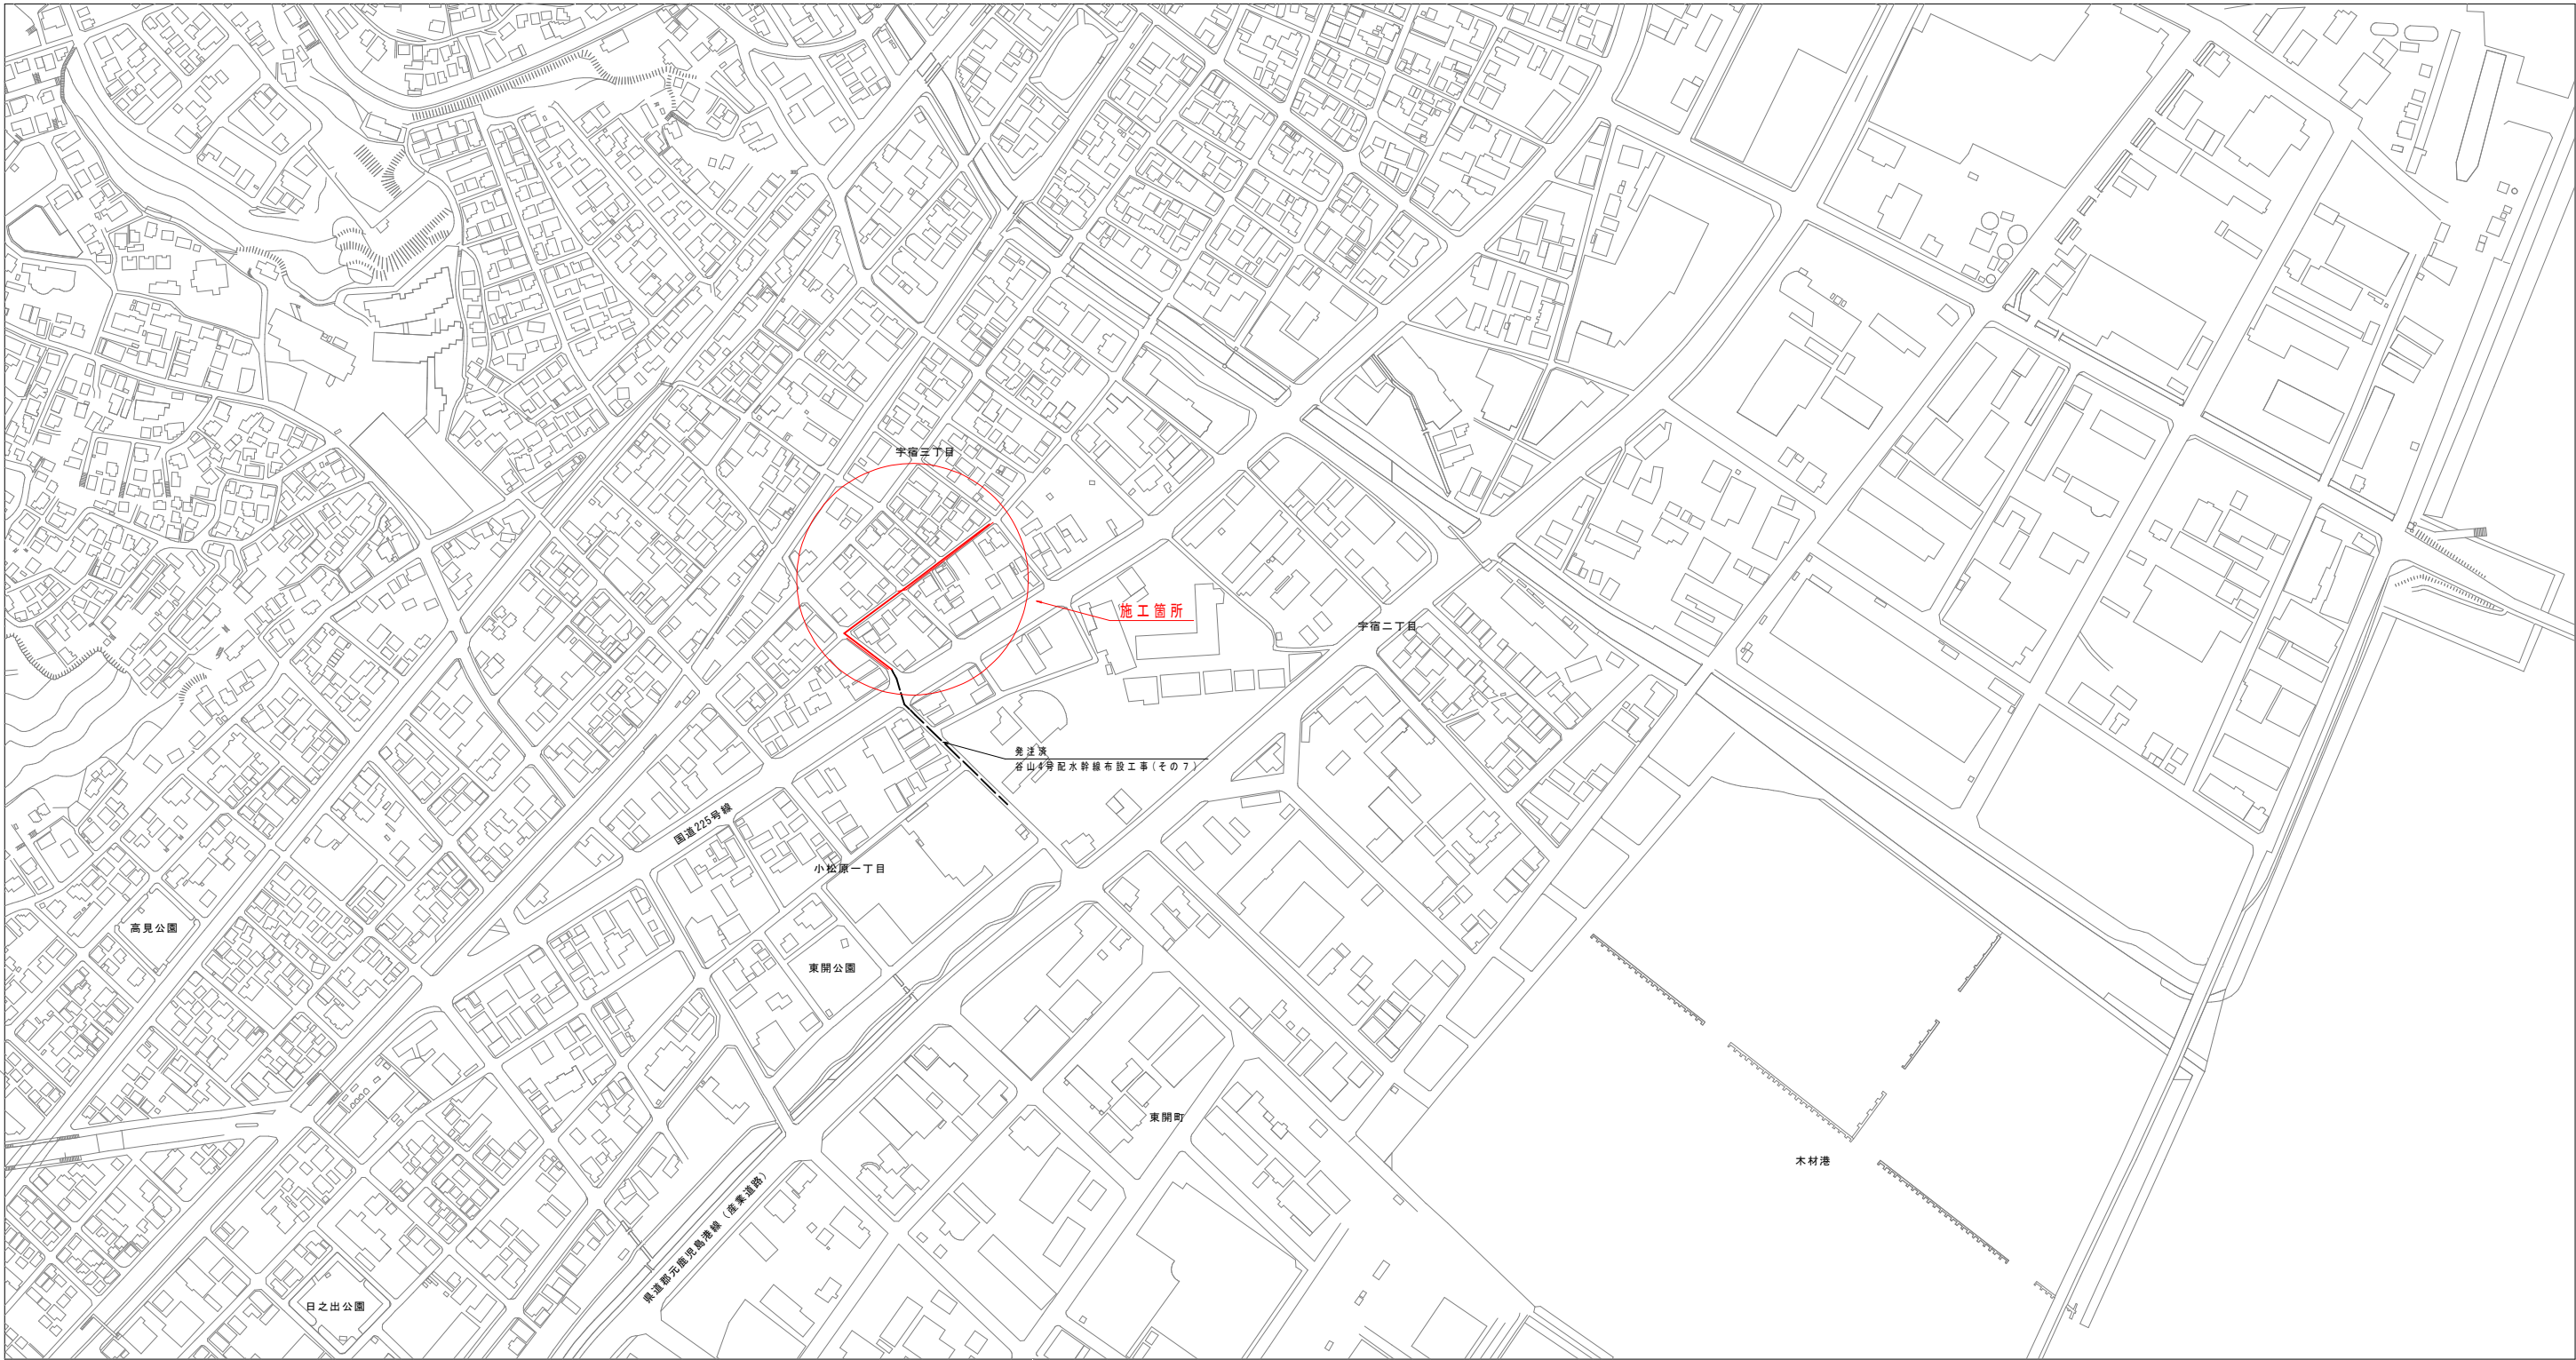 宇宿三丁目
施工箇所
宇宿二丁目
発注済
谷山4号配水幹線布設工事(その7)
国道225号線
小松原一丁目
高見公園
東開公園
東開町
木材港
県道郡元鹿児島港線（産業道路）
日之出公園